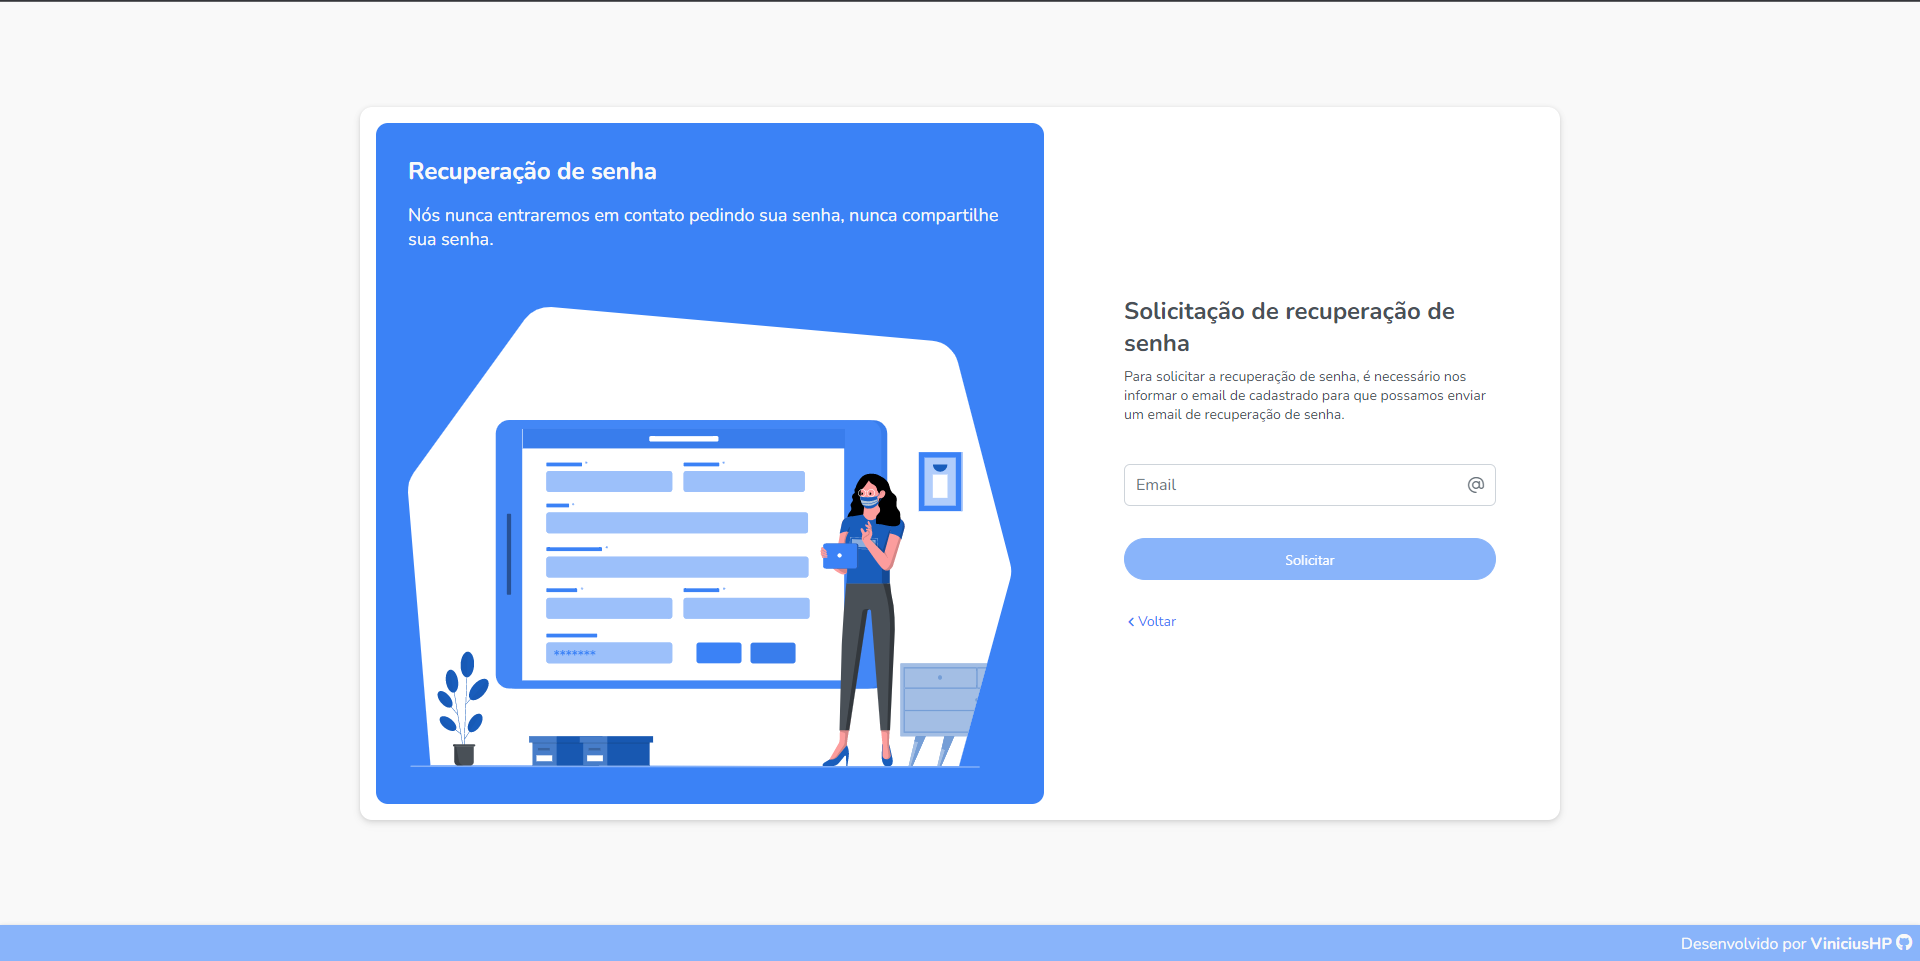 Recuperação de senha
Nós nunca entraremos em contato pedindo sua senha, nunca compartilhe
sua senha.
*******
Solicitação de recuperação de
senha
Para solicitar a recuperação de senha, é necessário nos
informar o email de cadastrado para que possamos enviar
um email de recuperação de senha.
Email @
Solicitar
Voltar
Desenvolvido por ViniciusHP